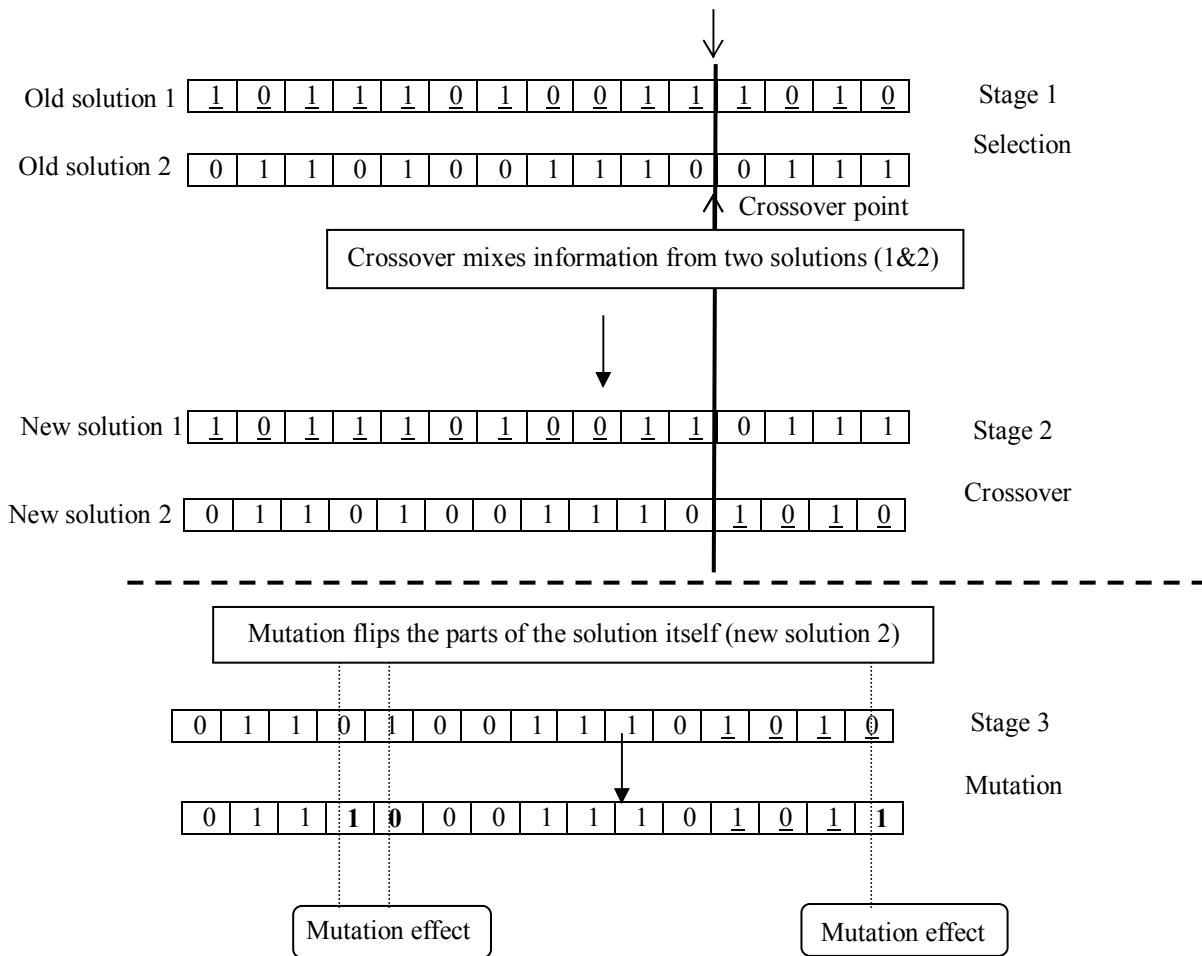 Old solution 1 1 0 1 1 1 0 1 0 0 1 1 1 0 1 0 Stage 1
Selection
Old solution 2 0 1 1 0 1 0 0 1 1 1 0 0 1 1 1
Crossover point
Crossover mixes information from two solutions (1&2)
New solution 1 1 0 1 1 1 0 1 0 0 1 1 0 1 1 1 Stage 2
Crossover
New solution 2 0 1 1 0 1 0 0 1 1 1 0 1 0 1 0
Mutation flips the parts of the solution itself (new solution 2)
0 1 1 0 1 0 0 1 1 1 0 1 0 1 0 Stage 3
Mutation
0 1 1 1 0 0 0 1 1 1 0 1 0 1 1
Mutation effect
Mutation effect